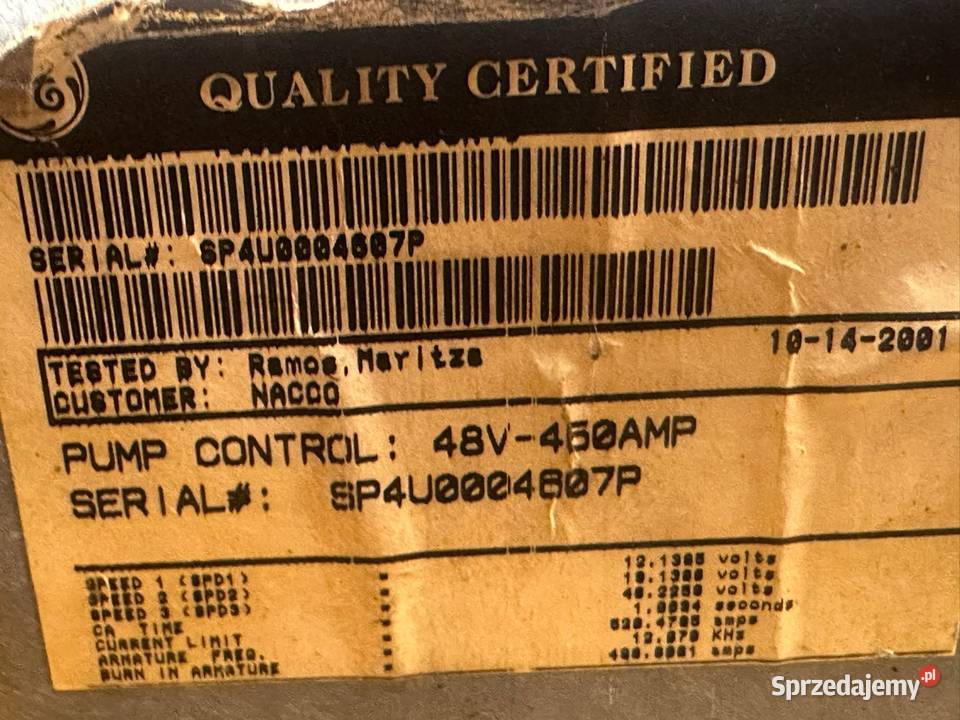 QUALITY CERTIFIED
SERIAL#: SP4U0004607P
TESTED BY: Ramos, Maritza 10-14-2001
CUSTOMER: NACCO
PUMP CONTROL: 48V-450AMP
SERIAL#: SP4U0004607P
SPEED 1 (SPD1) : volts
SPEED 2 (SPD2) : volts
SPEED 3 (SPD3) : volts
CA TIME : seconds
CURRENT LIMIT : amps
ARMATURE FREQ. : KHz
BURN IN ARMATURE : amps
Sprzedajemy.pl